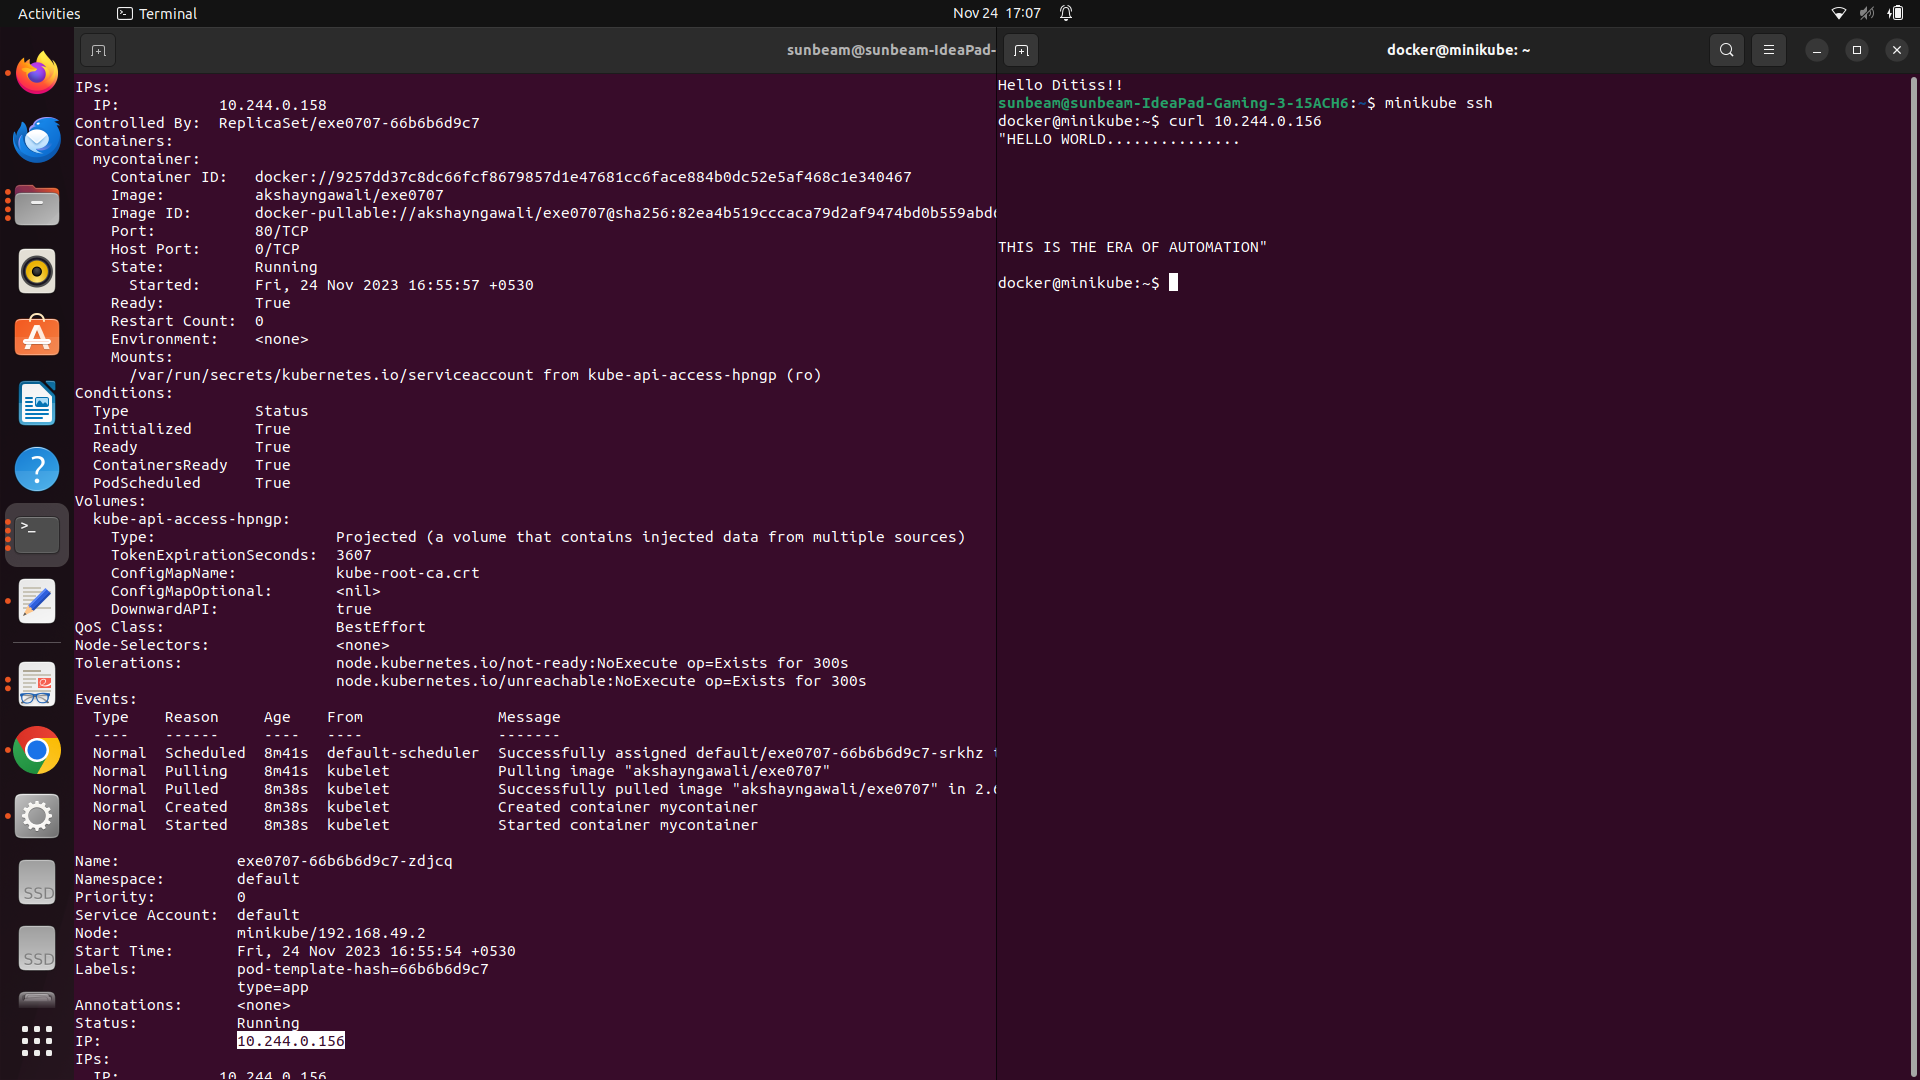 Activities
Terminal
Nov 24 17:07
sunbeam@sunbeam-IdeaPad-
IPs:
IP: 10.244.0.158
Controlled By: ReplicaSet/exe0707-66b6b6d9c7
Containers:
mycontainer:
Container ID: docker://9257dd37c8dc66fcf8679857d1e47681cc6face884b0dc52e5af468c1e340467
Image: akshayngawali/exe0707
Image ID: docker-pullable://akshayngawali/exe0707@sha256:82ea4b519cccaca79d2af9474bd0b559abd
Port: 80/TCP
Host Port: 0/TCP
State: Running
Started: Fri, 24 Nov 2023 16:55:57 +0530
Ready: True
Restart Count: 0
Environment: <none>
Mounts:
/var/run/secrets/kubernetes.io/serviceaccount from kube-api-access-hpngp (ro)
Conditions:
Type Status
Initialized True
Ready True
ContainersReady True
PodScheduled True
Volumes:
kube-api-access-hpngp:
Type: Projected (a volume that contains injected data from multiple sources)
TokenExpirationSeconds: 3607
ConfigMapName: kube-root-ca.crt
ConfigMapOptional: <nil>
DownwardAPI: true
QoS Class: BestEffort
Node-Selectors: <none>
Tolerations: node.kubernetes.io/not-ready:NoExecute op=Exists for 300s
node.kubernetes.io/unreachable:NoExecute op=Exists for 300s
Events:
Type Reason Age From Message
---- ------ ---- ---- -------
Normal Scheduled 8m41s default-scheduler Successfully assigned default/exe0707-66b6b6d9c7-srkhz
Normal Pulling 8m41s kubelet Pulling image "akshayngawali/exe0707"
Normal Pulled 8m38s kubelet Successfully pulled image "akshayngawali/exe0707" in 2.
Normal Created 8m38s kubelet Created container mycontainer
Normal Started 8m38s kubelet Started container mycontainer
Name: exe0707-66b6b6d9c7-zdjcq
Namespace: default
Priority: 0
Service Account: default
Node: minikube/192.168.49.2
Start Time: Fri, 24 Nov 2023 16:55:54 +0530
Labels: pod-template-hash=66b6b6d9c7
type=app
Annotations: <none>
Status: Running
IP: 10.244.0.156
IPs:
IP: 10.244.0.156
docker@minikube: ~
Hello Ditiss!!
sunbeam@sunbeam-IdeaPad-Gaming-3-15ACH6:~$ minikube ssh
docker@minikube:~$ curl 10.244.0.156
"HELLO WORLD...............
THIS IS THE ERA OF AUTOMATION"
docker@minikube:~$
SSD
SSD